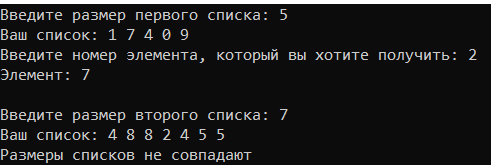 Введите размер первого списка: 5
Ваш список: 1 7 4 0 9
Введите номер элемента, который вы хотите получить: 2
Элемент: 7
Введите размер второго списка: 7
Ваш список: 4 8 8 2 4 5 5
Размеры списков не совпадают